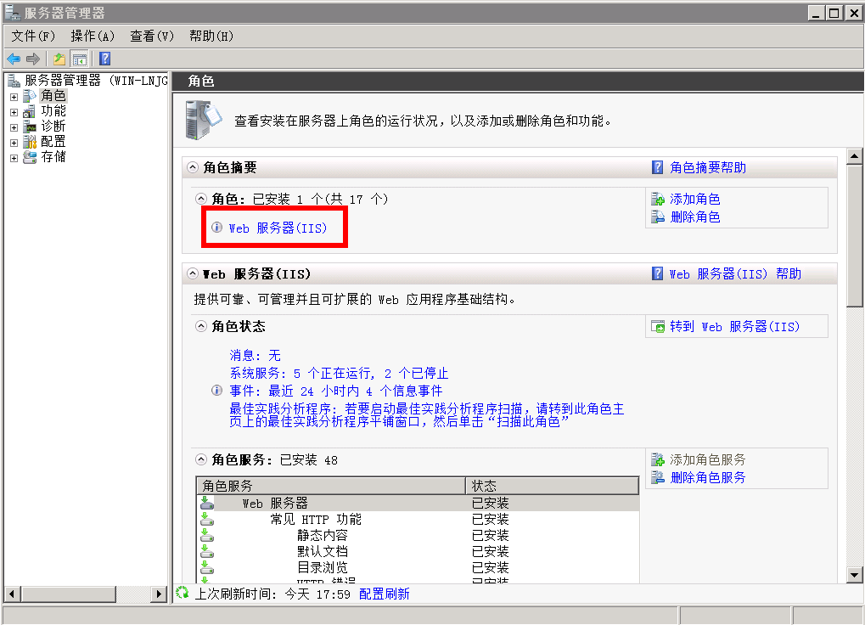 服务器管理器
文件(F) 操作(A) 查看(V) 帮助(H)
服务器管理器 (WIN-LNJG
角色
功能
诊断
配置
存储
角色
查看安装在服务器上角色的运行状况，以及添加或删除角色和功能。
角色摘要
角色摘要帮助
角色: 已安装 1 个(共 17 个)
Web 服务器(IIS)
添加角色
删除角色
Web 服务器(IIS)
Web 服务器(IIS) 帮助
提供可靠、可管理并且可扩展的 Web 应用程序基础结构。
角色状态
转到 Web 服务器(IIS)
消息: 无
系统服务: 5 个正在运行, 2 个已停止
事件: 最近 24 小时内 4 个信息事件
最佳实践分析程序: 若要启动最佳实践分析程序扫描，请转到此角色主
页上的最佳实践分析程序平铺窗口，然后单击“扫描此角色”
角色服务: 已安装 48
添加角色服务
删除角色服务
角色服务 状态
Web 服务器 已安装
常见 HTTP 功能 已安装
静态内容 已安装
默认文档 已安装
目录浏览 已安装
HTTP 错误 已安装
上次刷新时间: 今天 17:59 配置刷新